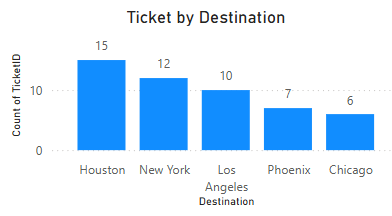 Ticket by Destination
Count of TicketID
15
12
10
7
6
10
0
Houston
New York
Los
Angeles
Phoenix
Chicago
Destination